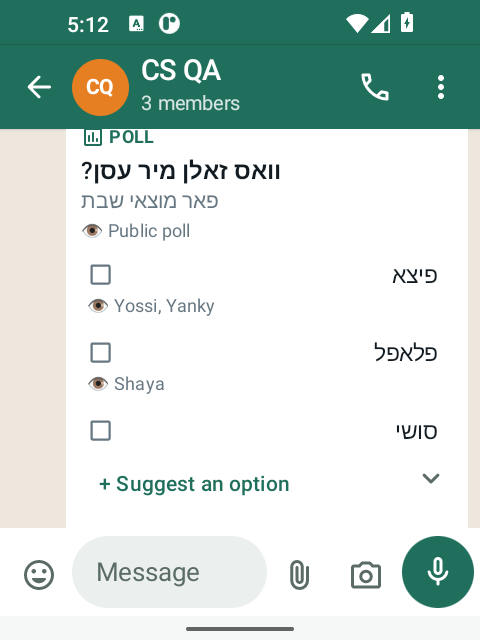 5:12
CQ
CS QA
3 members
POLL
וואס זאלן מיר עסן?
פאר מוצאי שבת
Public poll
פיצא
Yossi, Yanky
פלאפל
Shaya
סושי
+ Suggest an option
Message